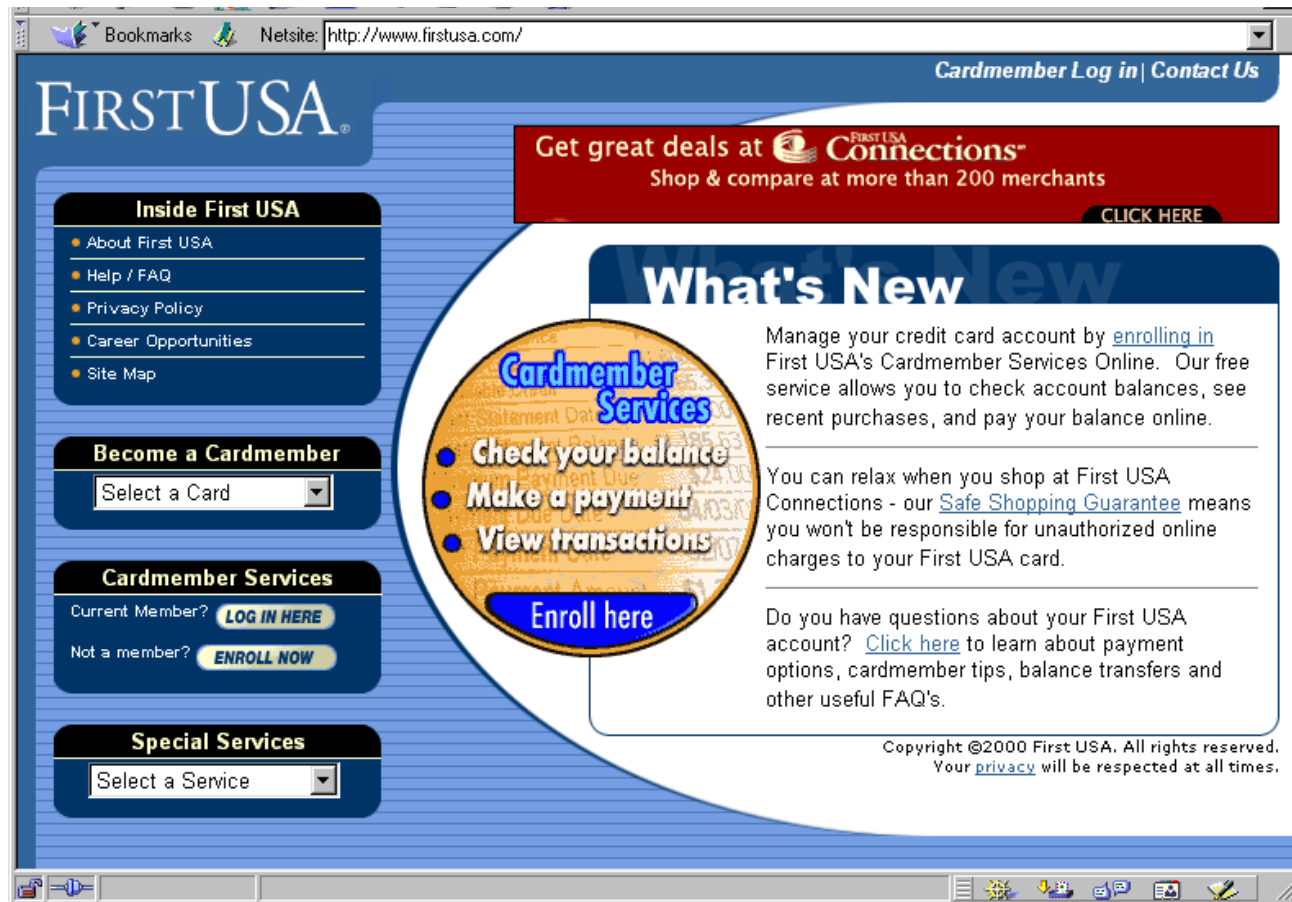 Bookmarks Netsite: http://www.firstusa.com/
Cardmember Log in | Contact Us
FIRST USA®
Get great deals at FIRST USA Connections
Shop & compare at more than 200 merchants
CLICK HERE
Inside First USA
About First USA
Help / FAQ
Privacy Policy
Career Opportunities
Site Map
Become a Cardmember
Select a Card
Cardmember Services
Current Member? LOG IN HERE
Not a member? ENROLL NOW
Special Services
Select a Service
What's New
Cardmember
Services
Check your balance
Make a payment
View transactions
Enroll here
Manage your credit card account by enrolling in
First USA's Cardmember Services Online. Our free
service allows you to check account balances, see
recent purchases, and pay your balance online.
You can relax when you shop at First USA
Connections - our Safe Shopping Guarantee means
you won't be responsible for unauthorized online
charges to your First USA card.
Do you have questions about your First USA
account? Click here to learn about payment
options, cardmember tips, balance transfers and
other useful FAQ's.
Copyright ©2000 First USA. All rights reserved.
Your privacy will be respected at all times.